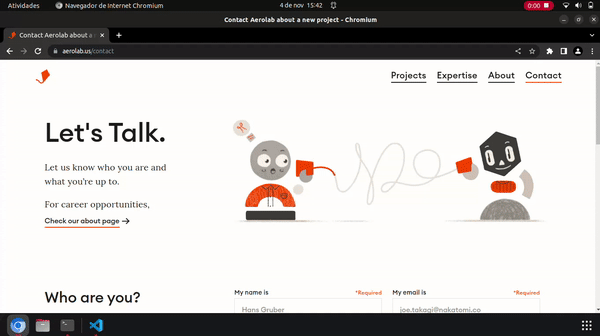 Atividades Navegador de Internet Chromium 4 de nov 15:42 0:00
Contact Aerolab about a new project - Chromium
Contact Aerolab about a n
aerolab.us/contact
Projects Expertise About Contact
Let's Talk.
Let us know who you are and
what you're up to.
For career opportunities,
Check our about page →
Who are you?
My name is *Required My email is *Required
Hans Gruber joe.takagi@nakatomi.co